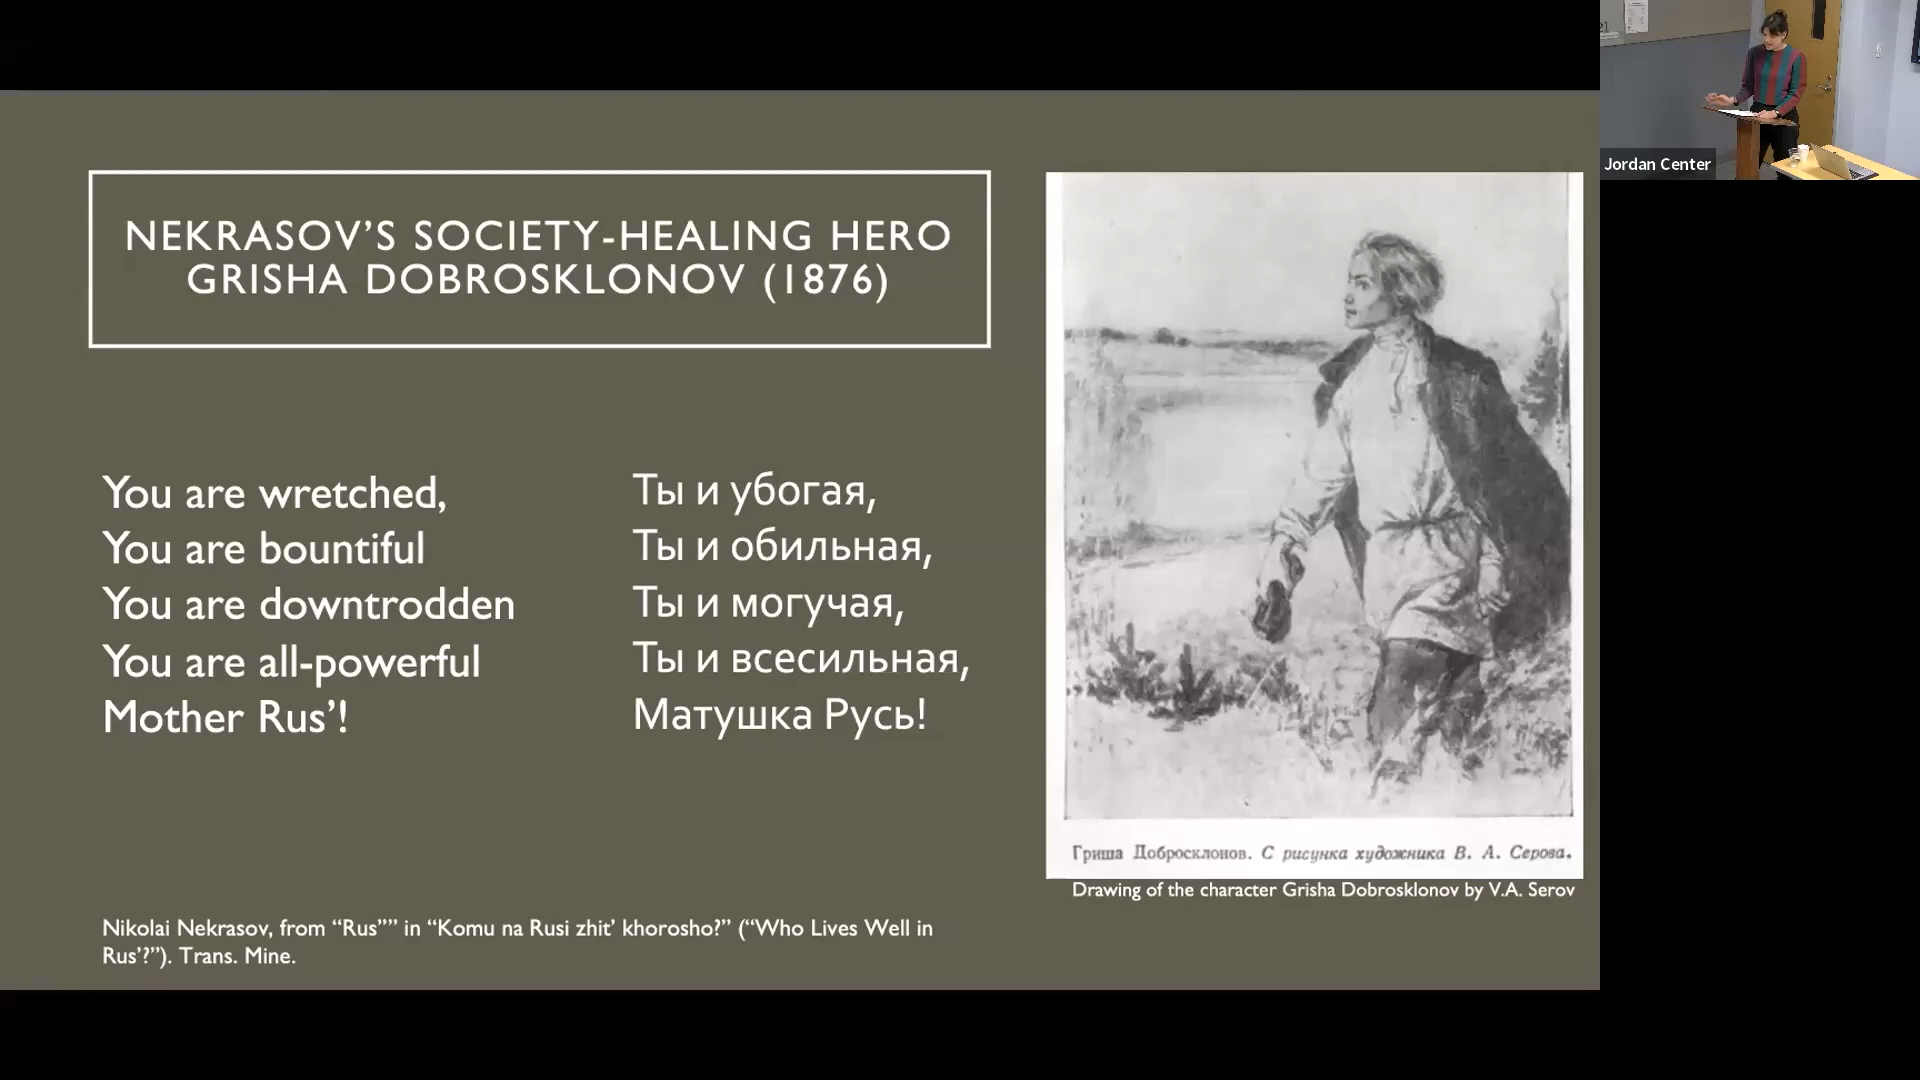 NEKRASOV’S SOCIETY-HEALING HERO
GRISHA DOBROSKLONOV (1876)
You are wretched,
You are bountiful
You are downtrodden
You are all-powerful
Mother Rus’!
Ты и убогая,
Ты и обильная,
Ты и могучая,
Ты и всесильная,
Матушка Русь!
Гриша Добросклонов. С рисунка художника В. А. Серова.
Drawing of the character Grisha Dobrosklonov by V.A. Serov
Nikolai Nekrasov, from “Rus’” in “Komu na Rusi zhit’ khorosho?” (“Who Lives Well in
Rus’?”). Trans. Mine.
Jordan Center